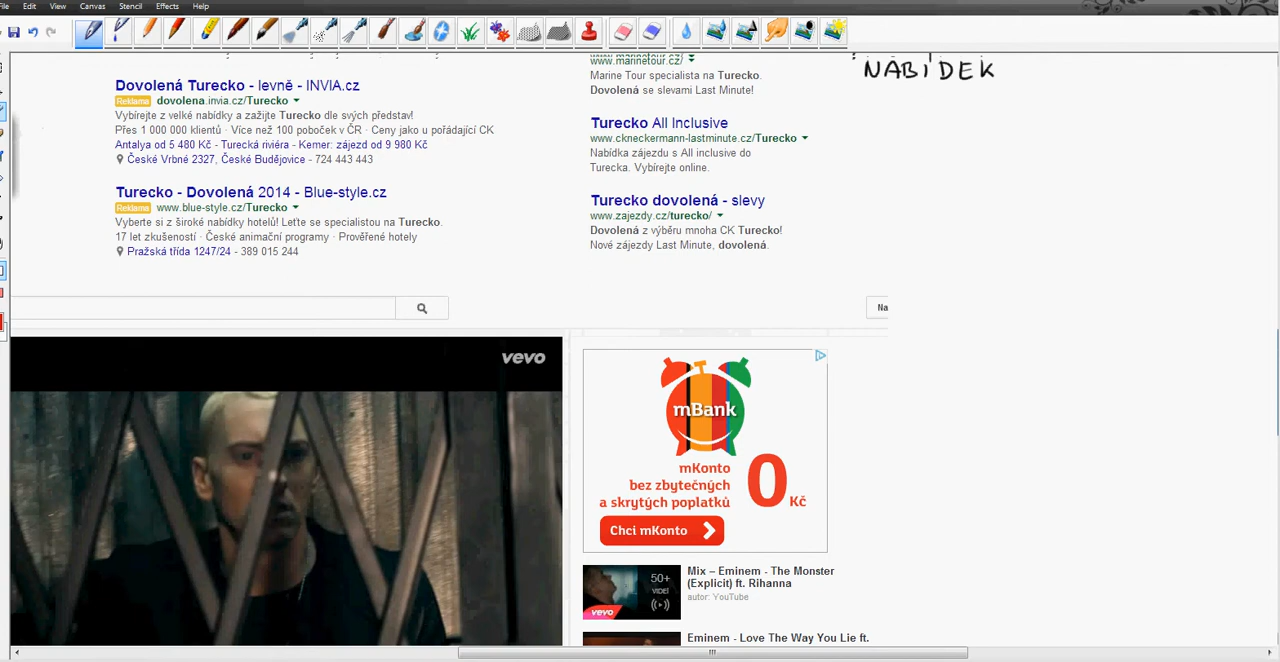 File Edit View Canvas Stencil Effects Help
NABÍDEK
Dovolená Turecko - levně - INVIA.cz
Reklama dovolena.invia.cz/Turecko
Vybírejte z velké nabídky a zažijte Turecko dle svých představ!
Přes 1 000 000 klientů · Více než 100 poboček v ČR · Ceny jako u pořádající CK
Antalya od 5 480 Kč - Turecká riviéra - Kemer: zájezd od 9 980 Kč
České Vrbné 2327, České Budějovice - 724 443 443
Turecko - Dovolená 2014 - Blue-style.cz
Reklama www.blue-style.cz/Turecko
Vyberte si z široké nabídky hotelů! Leťte se specialistou na Turecko.
17 let zkušeností · České animační programy · Prověřené hotely
Pražská třída 1247/24 - 389 015 244
www.marinetour.cz/
Marine Tour specialista na Turecko.
Dovolená se slevami Last Minute!
Turecko All Inclusive
www.ckneckermann-lastminute.cz/Turecko
Nabídka zájezdu s All inclusive do
Turecka. Vybírejte online.
Turecko dovolená - slevy
www.zajezdy.cz/turecko/
Dovolená z výběru mnoha CK Turecko!
Nové zájezdy Last Minute, dovolená.
Na
vevo
mBank
mKonto
bez zbytečných
a skrytých poplatků
0 Kč
Chci mKonto
50+
VIDEÍ
vevo
Mix – Eminem - The Monster
(Explicit) ft. Rihanna
autor: YouTube
Eminem - Love The Way You Lie ft.